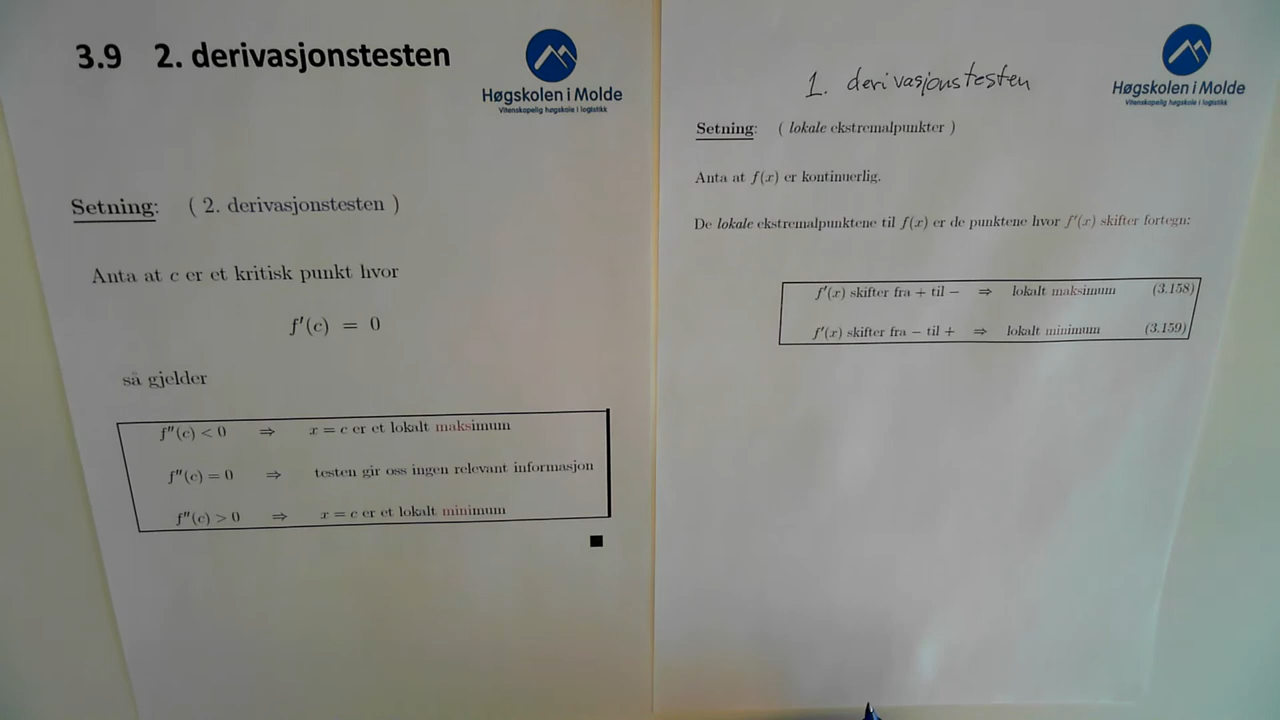 3.9 2. derivasjonstesten
Høgskolen i Molde
Vitenskapelig høgskole i logistikk
Setning: ( 2. derivasjonstesten )
Anta at c er et kritisk punkt hvor
f′(c) = 0
så gjelder
f″(c) < 0 ⇒ x = c er et lokalt maksimum
f″(c) = 0 ⇒ testen gir oss ingen relevant informasjon
f″(c) > 0 ⇒ x = c er et lokalt minimum
1. derivasjonstesten
Høgskolen i Molde
Vitenskapelig høgskole i logistikk
Setning: ( lokale ekstremalpunkter )
Anta at f(x) er kontinuerlig.
De lokale ekstremalpunktene til f(x) er de punktene hvor f′(x) skifter fortegn:
f′(x) skifter fra + til − ⇒ lokalt maksimum (3.158)
f′(x) skifter fra − til + ⇒ lokalt minimum (3.159)